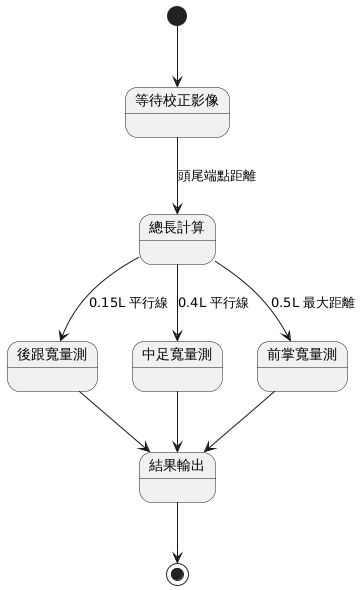 等待校正影像
頭尾端點距離
總長計算
0.15L 平行線
0.4L 平行線
0.5L 最大距離
後跟寬量測
中足寬量測
前掌寬量測
結果輸出